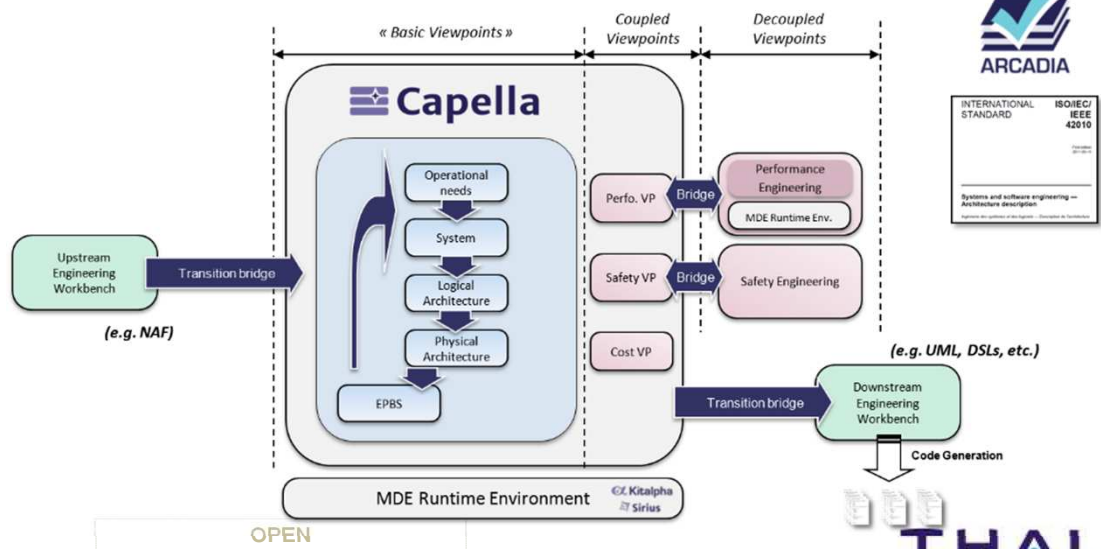 « Basic Viewpoints »
Coupled
Viewpoints
Decoupled
Viewpoints
ARCADIA
INTERNATIONAL
STANDARD
ISO/IEC/
IEEE
42010
Systems and software engineering —
Architecture description
Capella
Operational
needs
System
Logical
Architecture
Physical
Architecture
EPBS
Perfo. VP
Bridge
Performance
Engineering
MDE Runtime Env.
Safety VP
Bridge
Safety Engineering
Cost VP
Upstream
Engineering
Workbench
Transition bridge
(e.g. NAF)
(e.g. UML, DSLs, etc.)
Transition bridge
Downstream
Engineering
Workbench
Code Generation
MDE Runtime Environment
Kitalpha
Sirius
OPEN